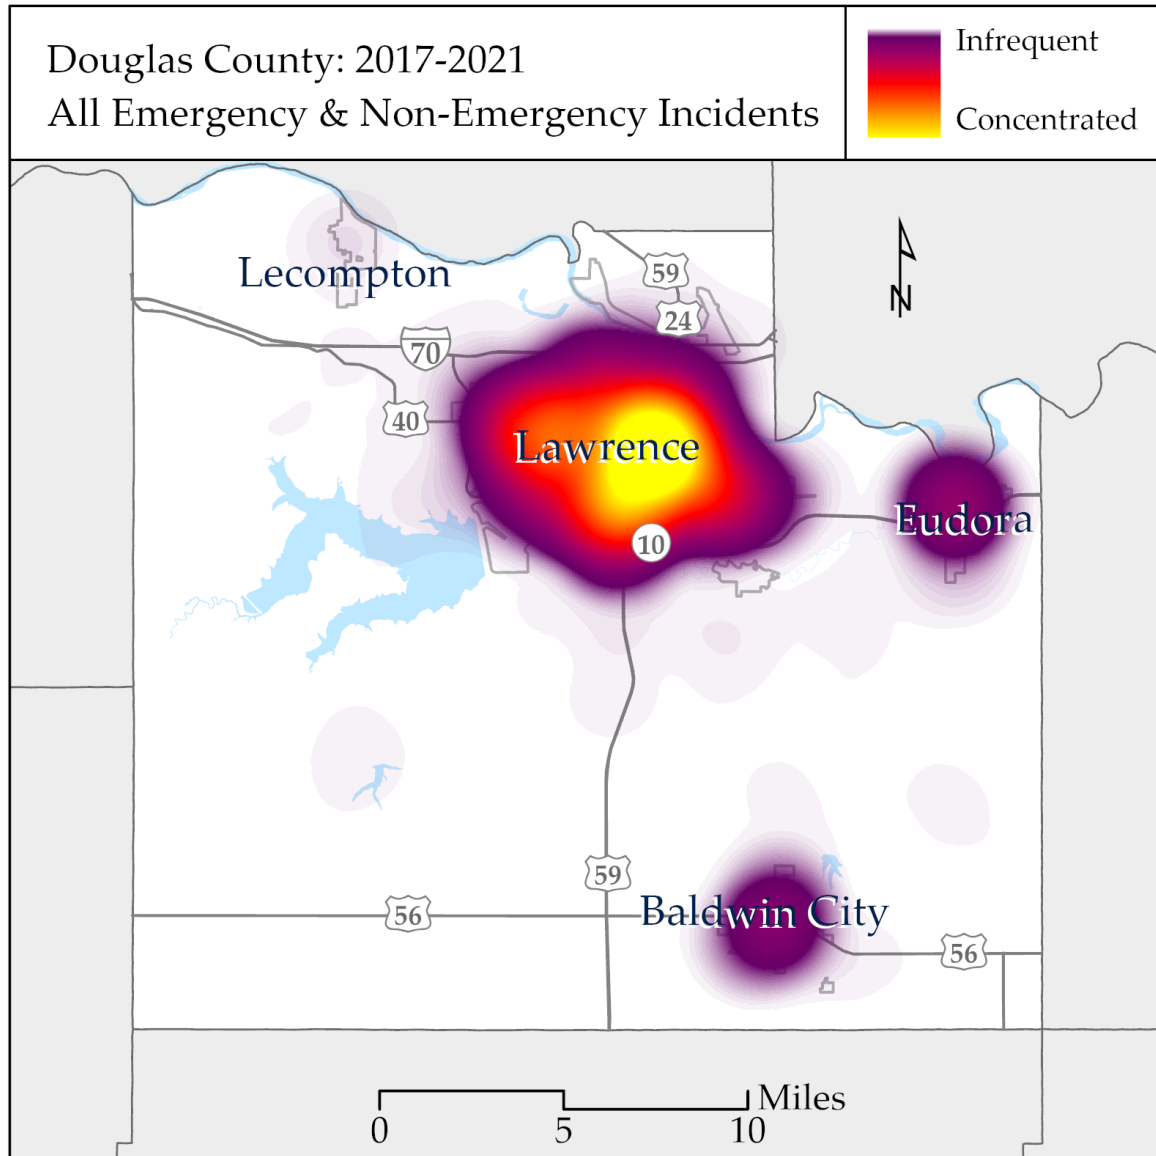 Douglas County: 2017-2021
All Emergency & Non-Emergency Incidents
Infrequent
Concentrated
N
Lecompton
59
24
70
40
Lawrence
10
Eudora
59
56
Baldwin City
56
Miles
0 5 10